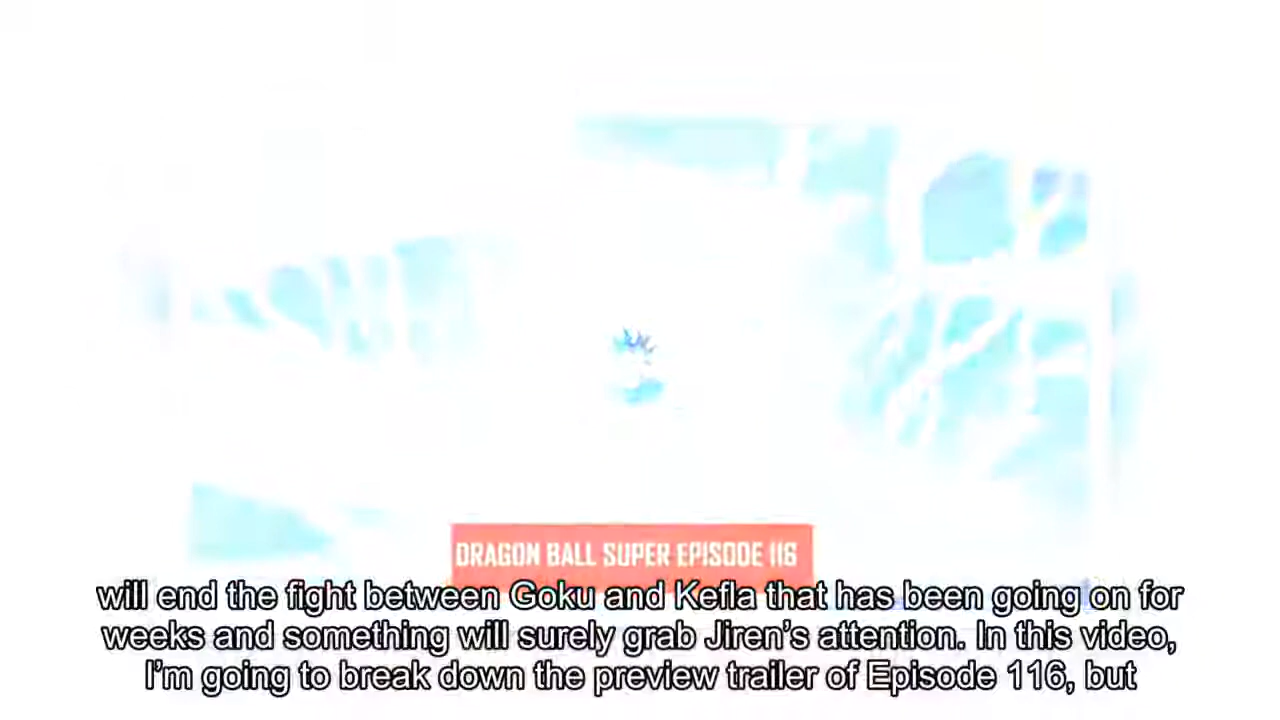 DRAGON BALL SUPER EPISODE 116
will end the fight between Goku and Kefla that has been going on for
weeks and something will surely grab Jiren's attention. In this video,
I'm going to break down the preview trailer of Episode 116, but